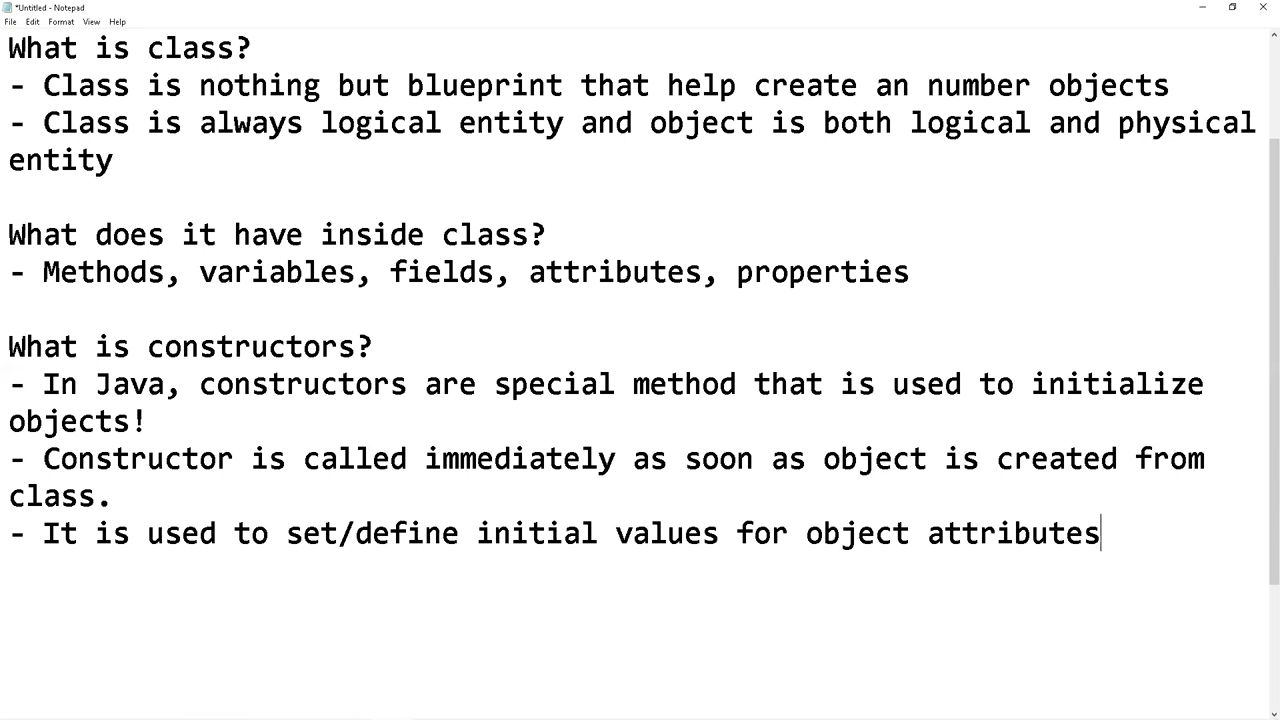 *Untitled - Notepad
File Edit Format View Help
What is class?
- Class is nothing but blueprint that help create an number objects
- Class is always logical entity and object is both logical and physical
entity
What does it have inside class?
- Methods, variables, fields, attributes, properties
What is constructors?
- In Java, constructors are special method that is used to initialize
objects!
- Constructor is called immediately as soon as object is created from
class.
- It is used to set/define initial values for object attributes